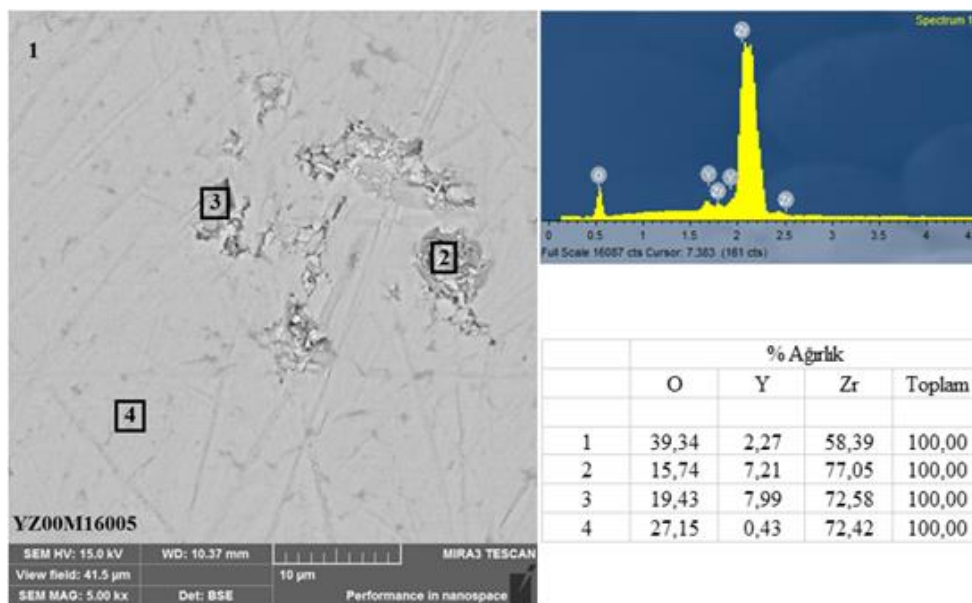 1
3
2
4
YZ00M16005
SEM HV: 15.0 kV WD: 10.37 mm MIRA3 TESCAN
View field: 41.5 µm 10 µm
SEM MAG: 5.00 kx Det: BSE Performance in nanospace
Spectrum 1
Zr
O Y Zr Y Zr
0 0.5 1 1.5 2 2.5 3 3.5 4 4.5
Full Scale 16087 cts Cursor: 7.383 (161 cts)
% Ağırlık
O Y Zr Toplam
1 39,34 2,27 58,39 100,00
2 15,74 7,21 77,05 100,00
3 19,43 7,99 72,58 100,00
4 27,15 0,43 72,42 100,00